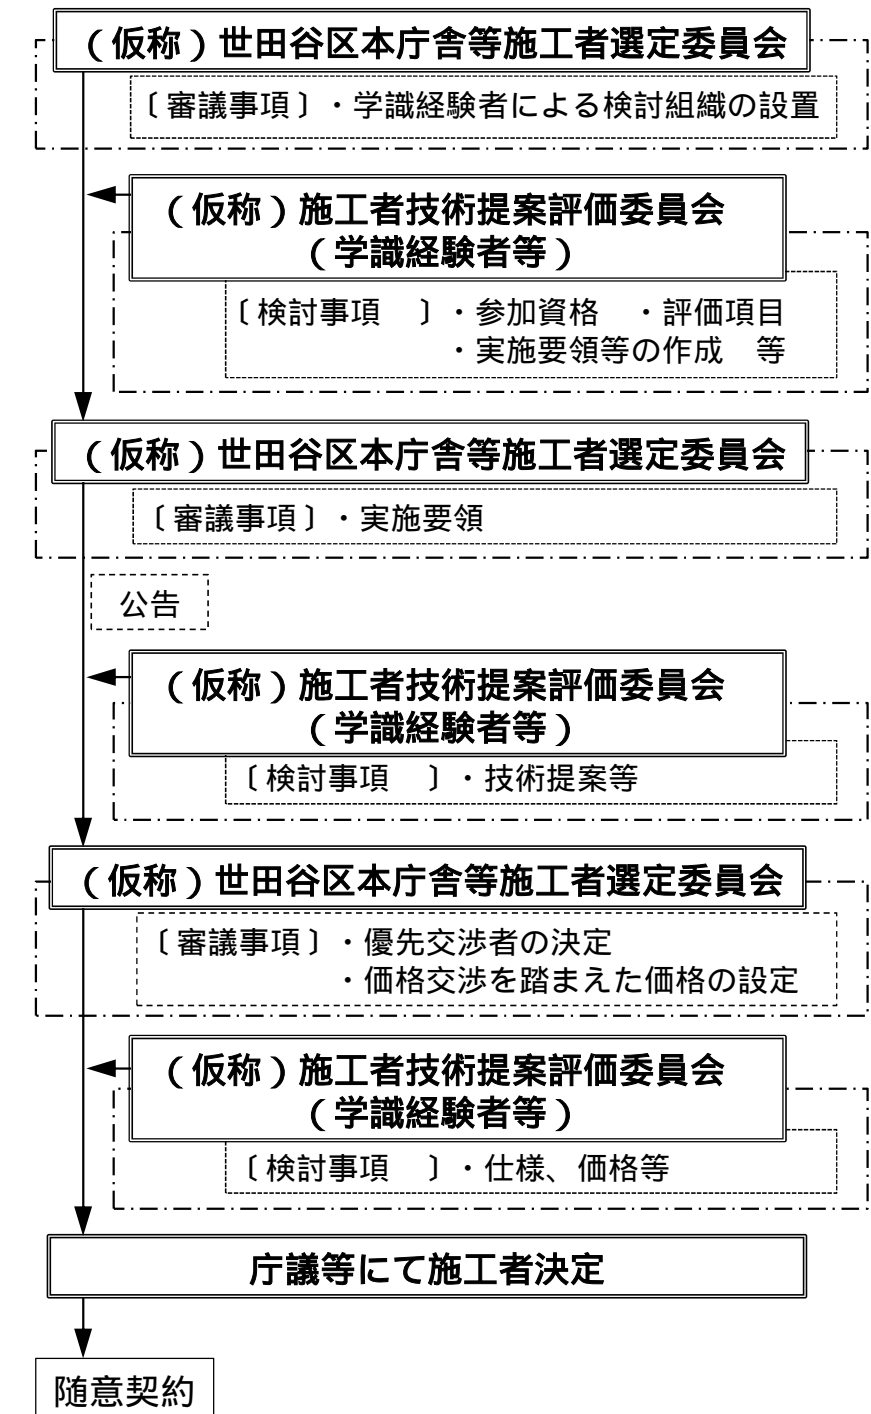 （仮称）世田谷区本庁舎等施工者選定委員会
〔審議事項〕・学識経験者による検討組織の設置
（仮称）施工者技術提案評価委員会
（学識経験者等）
〔検討事項　〕・参加資格　・評価項目
・実施要領等の作成　等
（仮称）世田谷区本庁舎等施工者選定委員会
〔審議事項〕・実施要領
公告
（仮称）施工者技術提案評価委員会
（学識経験者等）
〔検討事項　〕・技術提案等
（仮称）世田谷区本庁舎等施工者選定委員会
〔審議事項〕・優先交渉者の決定
・価格交渉を踏まえた価格の設定
（仮称）施工者技術提案評価委員会
（学識経験者等）
〔検討事項　〕・仕様、価格等
庁議等にて施工者決定
随意契約